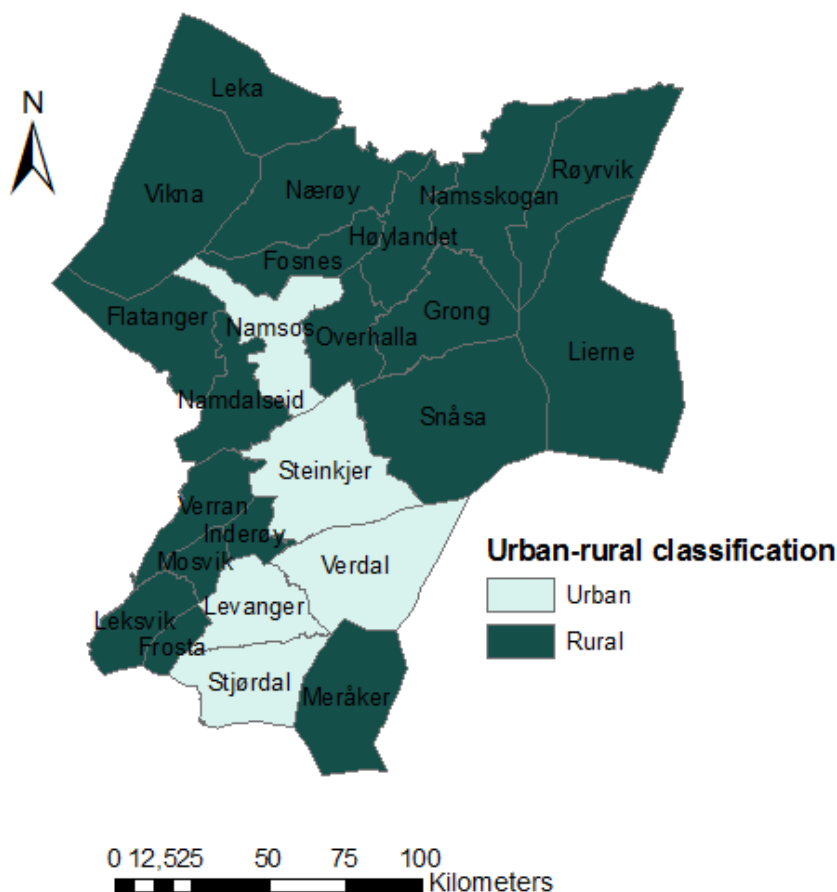 Leka
N
Vikna
Nærøy
Namsskogan
Røyrvik
Høylandet
Fosnes
Flatanger
Namsos
Overhalla
Grong
Lierne
Namdalseid
Snåsa
Steinkjer
Verran
Inderøy
Mosvik
Verdal
Levanger
Leksvik
Frosta
Stjørdal
Meråker
Urban-rural classification
Urban
Rural
0 12,525 50 75 100
Kilometers